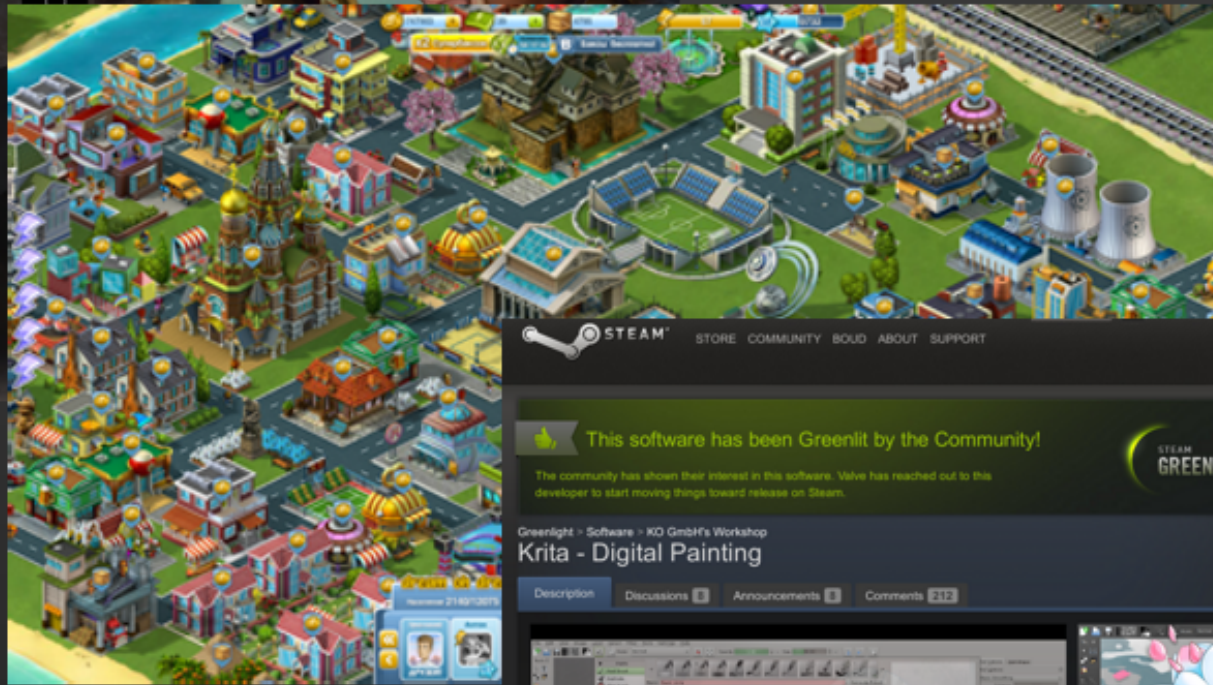 STEAM
STORE COMMUNITY BOUD ABOUT SUPPORT
This software has been Greenlit by the Community!
The community has shown their interest in this software. Valve has reached out to this
developer to start moving things toward release on Steam.
STEAM
GREEN
Greenlight > Software > KO GmbH's Workshop
Krita - Digital Painting
Description Discussions 8 Announcements 8 Comments 212